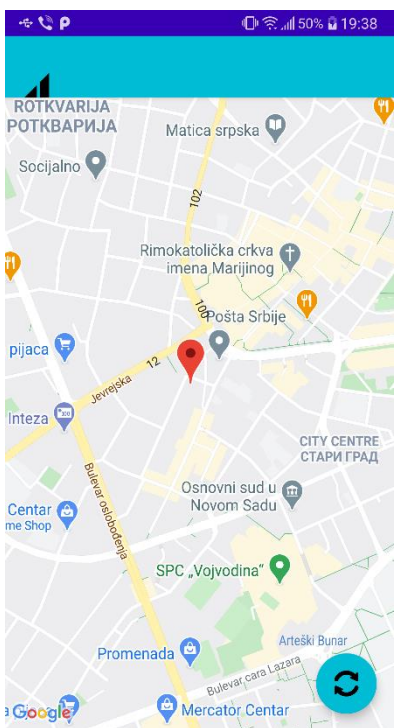 50% 19:38
ROTKVARIJA
РОТКВАРИЈА
Matica srpska
Socijalno
102
Rimokatolička crkva
imena Marijinog
100
Pošta Srbije
pijaca
12
Jevrejska
Inteza
CITY CENTRE
СТАРИ ГРАД
Osnovni sud u
Novom Sadu
Centar
me Shop
Bulevar oslobođenja
SPC „Vojvodina“
Arteški Bunar
Promenada
Bulevar cara Lazara
Google
Mercator Centar